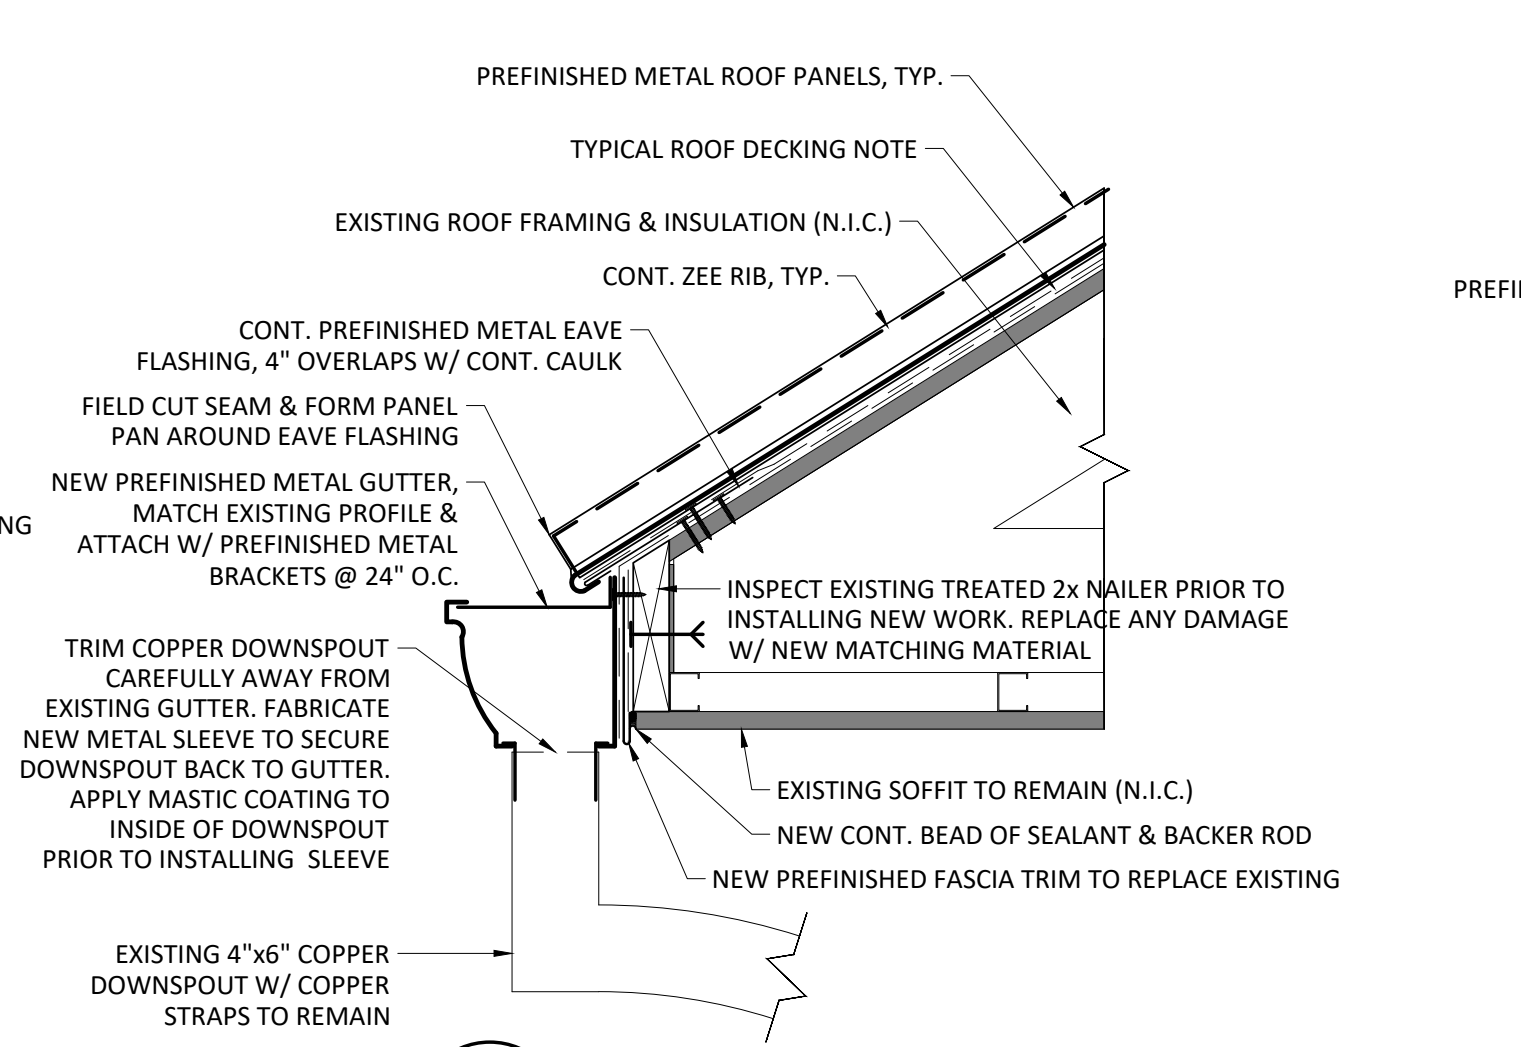 PREFINISHED METAL ROOF PANELS, TYP.
TYPICAL ROOF DECKING NOTE
EXISTING ROOF FRAMING & INSULATION (N.I.C.)
CONT. ZEE RIB, TYP.
CONT. PREFINISHED METAL EAVE
FLASHING, 4" OVERLAPS W/ CONT. CAULK
FIELD CUT SEAM & FORM PANEL
PAN AROUND EAVE FLASHING
NEW PREFINISHED METAL GUTTER,
MATCH EXISTING PROFILE &
ATTACH W/ PREFINISHED METAL
BRACKETS @ 24" O.C.
NG
PREFI
INSPECT EXISTING TREATED 2x NAILER PRIOR TO
INSTALLING NEW WORK. REPLACE ANY DAMAGE
W/ NEW MATCHING MATERIAL
TRIM COPPER DOWNSPOUT
CAREFULLY AWAY FROM
EXISTING GUTTER. FABRICATE
NEW METAL SLEEVE TO SECURE
DOWNSPOUT BACK TO GUTTER.
APPLY MASTIC COATING TO
INSIDE OF DOWNSPOUT
PRIOR TO INSTALLING  SLEEVE
EXISTING SOFFIT TO REMAIN (N.I.C.)
NEW CONT. BEAD OF SEALANT & BACKER ROD
NEW PREFINISHED FASCIA TRIM TO REPLACE EXISTING
EXISTING 4"x6" COPPER
DOWNSPOUT W/ COPPER
STRAPS TO REMAIN